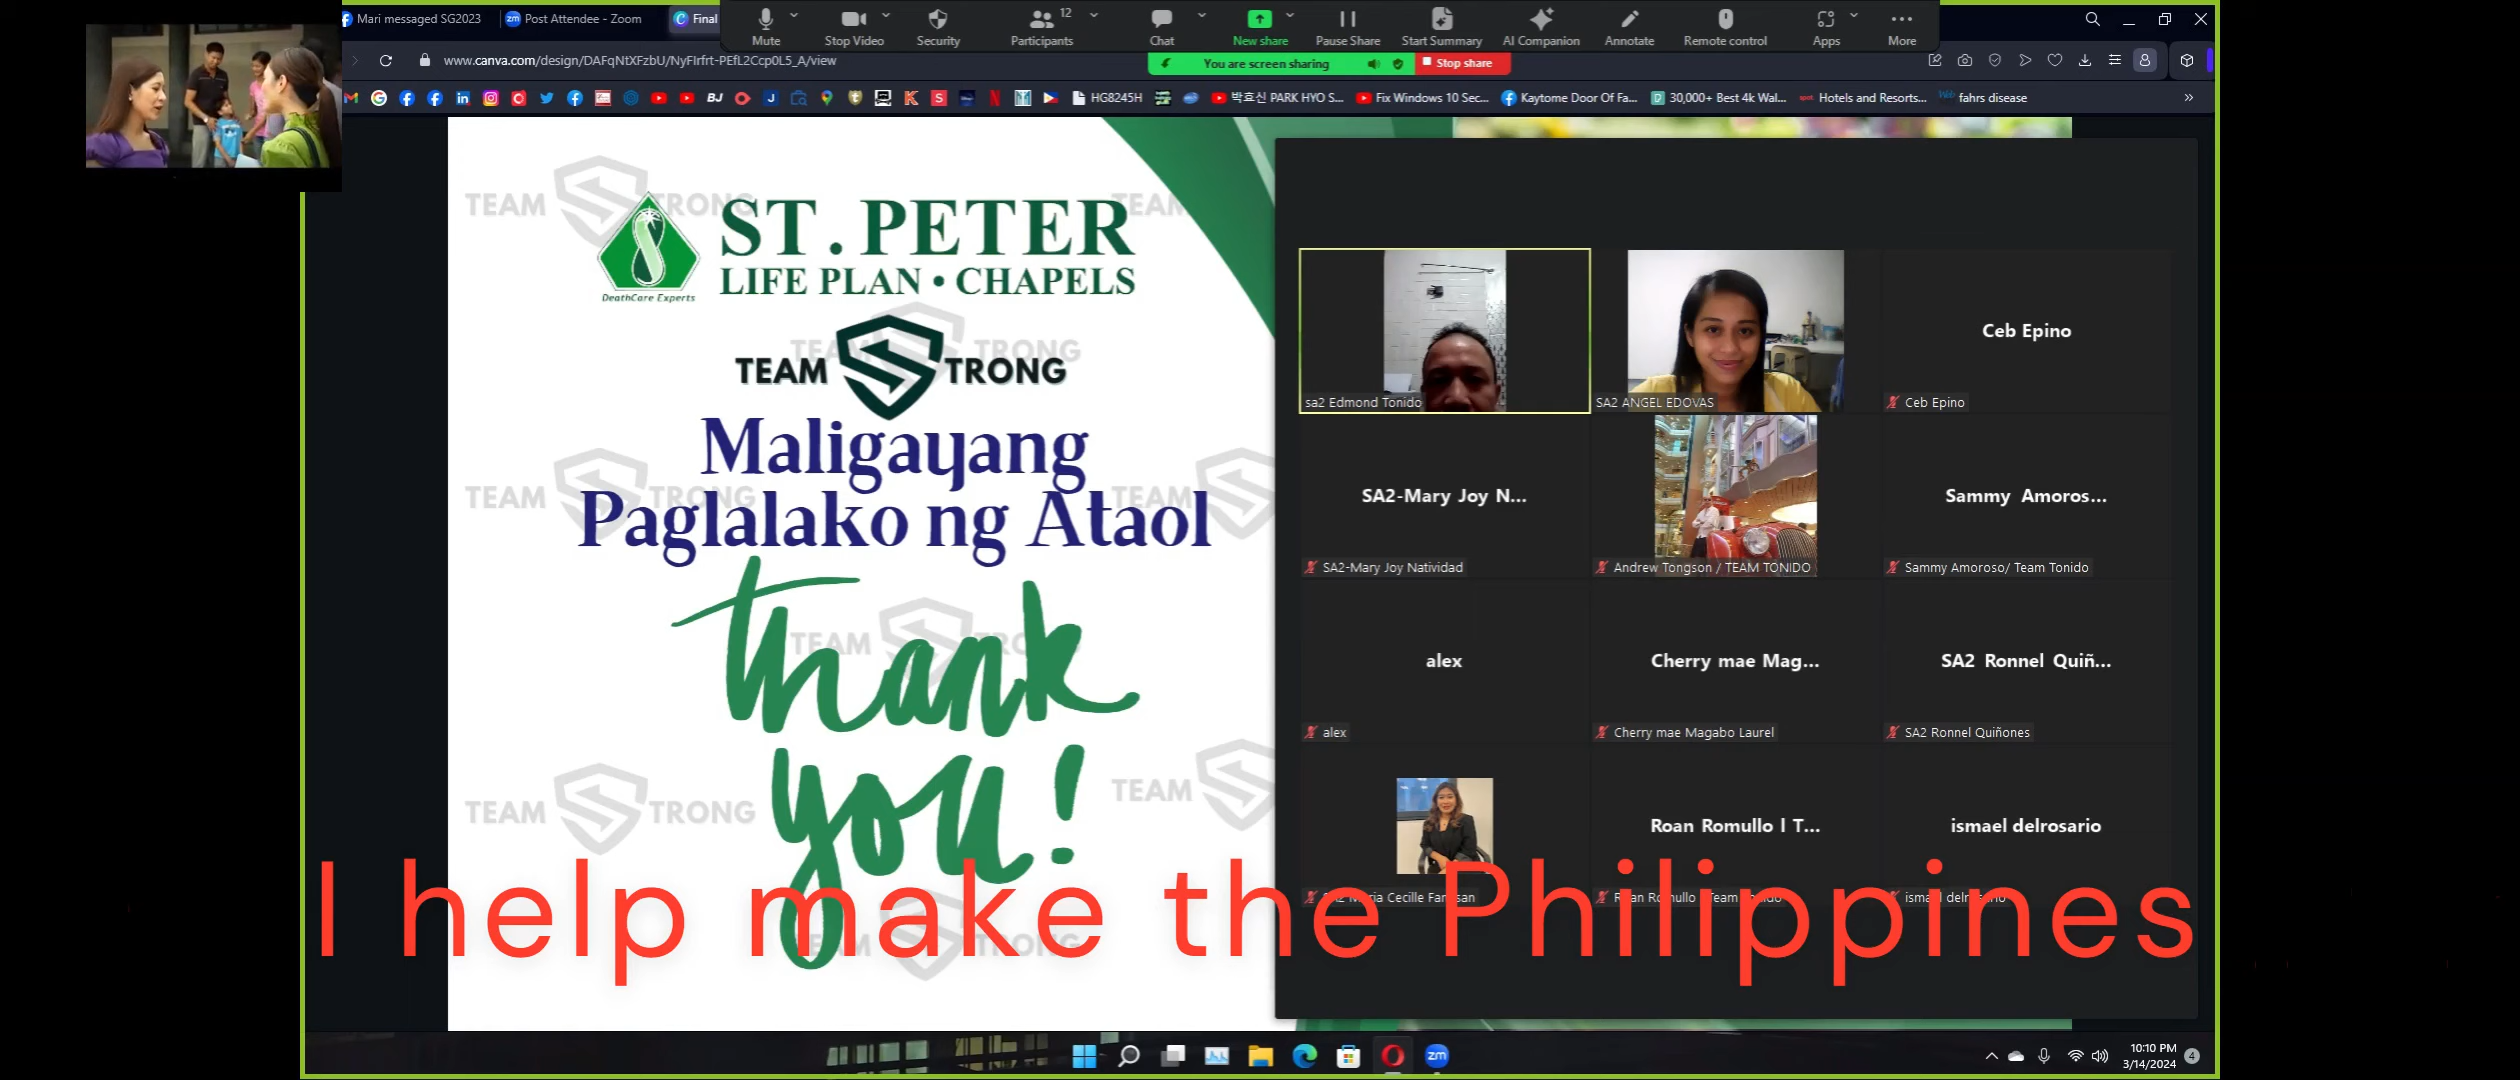 Mari messaged SG2023
Post Attendee - Zoom
Final
Mute
Stop Video
Security
Participants
12
Chat
New share
Pause Share
Start Summary
AI Companion
Annotate
Remote control
Apps
More
www.canva.com/design/DAFqNtXFzbU/NyFIrfrt-PEfL2Ccp0L5_A/view
You are screen sharing
Stop share
HG8245H
박효신 PARK HYO S...
Fix Windows 10 Sec...
Kaytome Door Of Fa...
30,000+ Best 4k Wal...
Hotels and Resorts...
fahrs disease
ST. PETER
LIFE PLAN • CHAPELS
DeathCare Experts
TEAM STRONG
Maligayang
Paglalako ng Ataol
thank
you!
sa2 Edmond Tonido
SA2 ANGEL EDOVAS
Ceb Epino
Ceb Epino
SA2-Mary Joy N...
SA2-Mary Joy Natividad
Andrew Tongson / TEAM TONIDO
Sammy Amoros...
Sammy Amoroso/ Team Tonido
alex
alex
Cherry mae Mag...
Cherry mae Magabo Laurel
SA2 Ronnel Quiñ...
SA2 Ronnel Quiñones
Roan Romullo l T...
ismael delrosario
I help make the Philippines
10:10 PM
3/14/2024
4